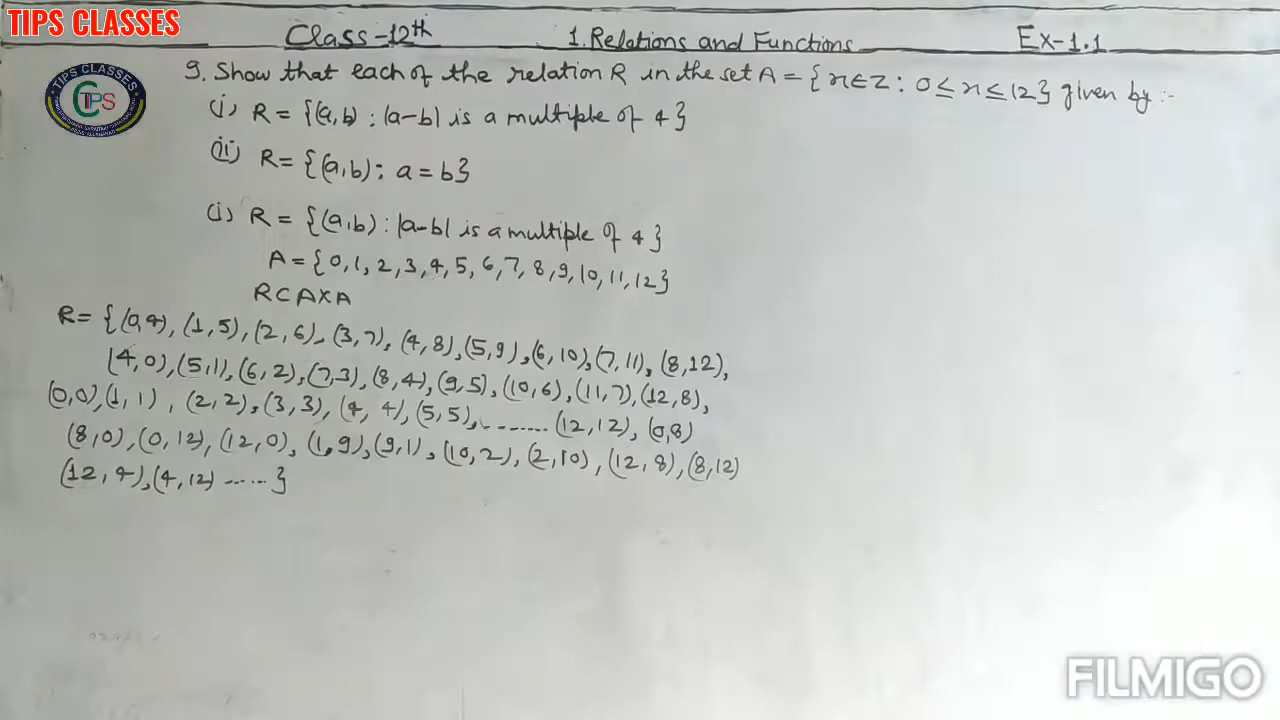 TIPS CLASSES
Class-12th 1. Relations and Functions Ex-1.1
9. Show that each of the relation R in the set A = {x∈Z : 0 ≤ x ≤ 12} given by :-
TIPS CLASSES
TIPS
(i) R = {(a,b) : |a-b| is a multiple of 4}
(ii) R = {(a,b) : a = b}
(i) R = {(a,b) : |a-b| is a multiple of 4}
A = {0,1,2,3,4,5,6,7,8,9,10,11,12}
R⊂A×A
R = {(0,4), (1,5), (2,6), (3,7), (4,8), (5,9), (6,10), (7,11), (8,12),
(4,0), (5,1), (6,2), (7,3), (8,4), (9,5), (10,6), (11,7), (12,8),
(0,0), (1,1), (2,2), (3,3), (4,4), (5,5), ........ (12,12), (0,8)
(8,0), (0,12), (12,0), (1,9), (9,1), (10,2), (2,10), (12,8), (8,12)
(12,4), (4,12) ......}
FILMIGO